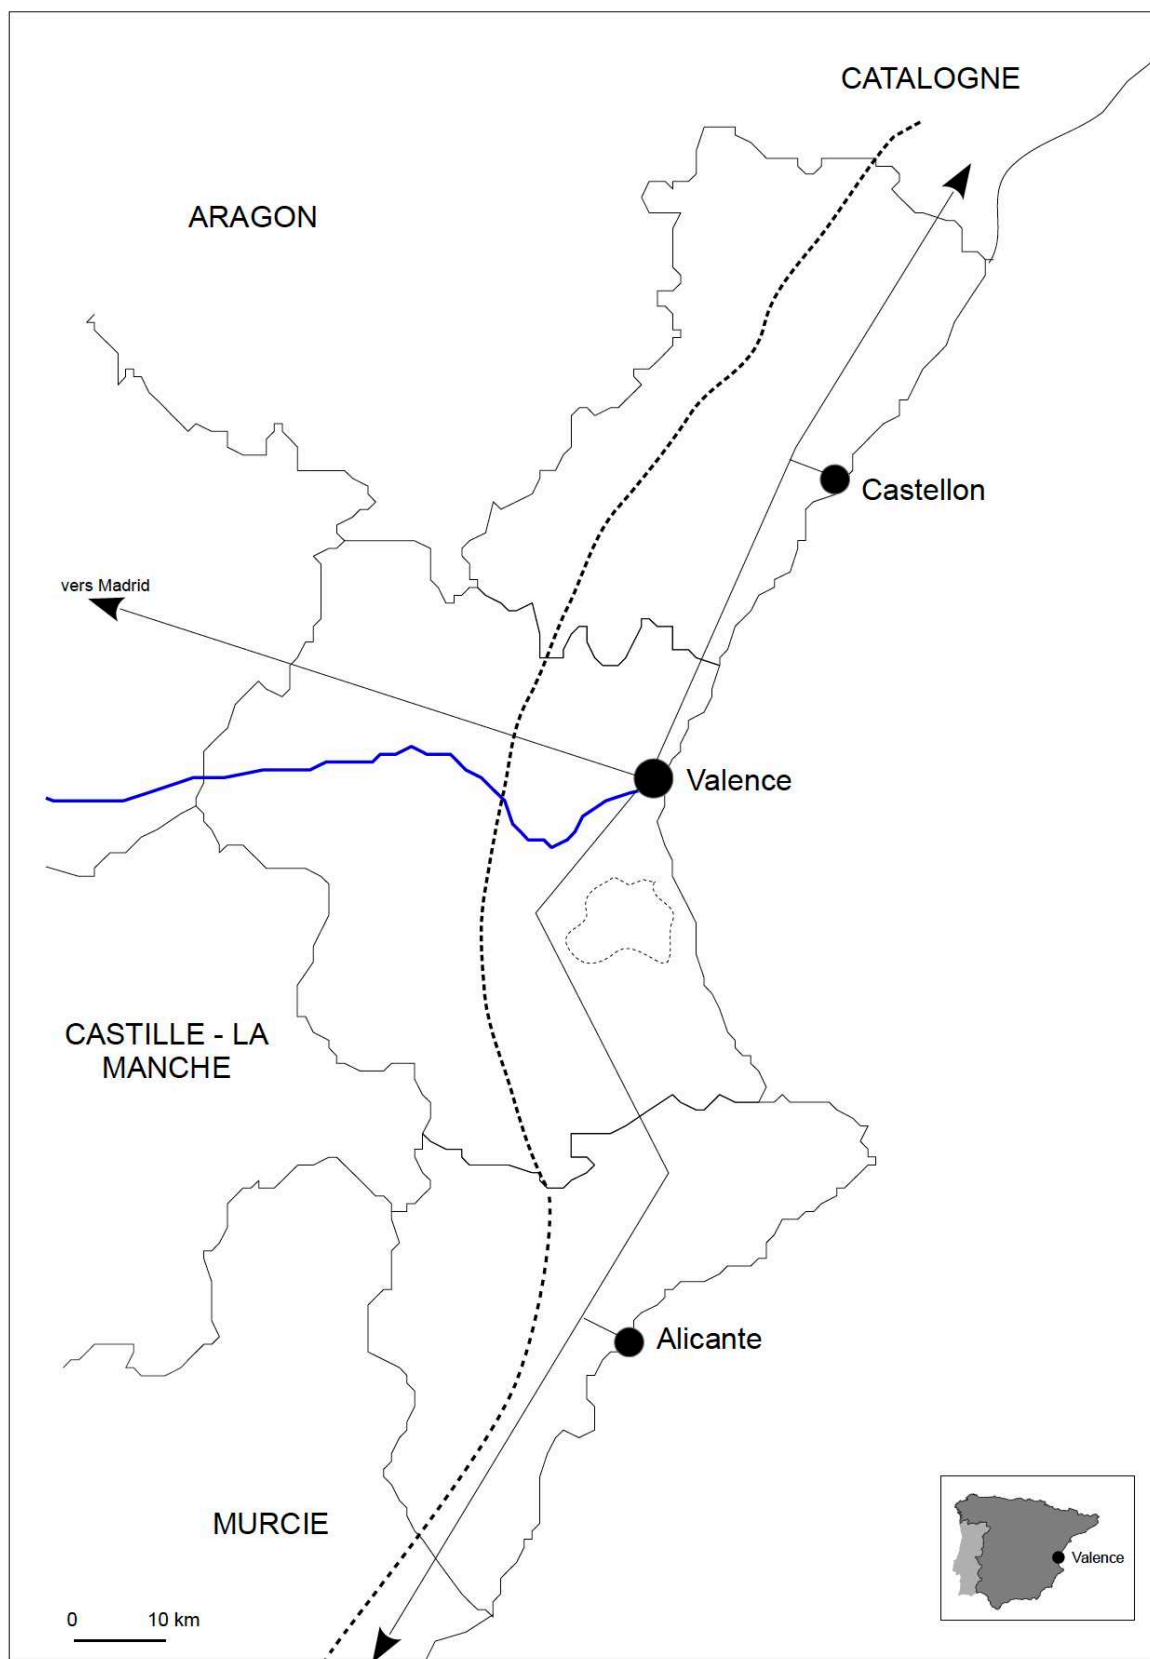 CATALOGNE
ARAGON
Castellon
vers Madrid
Valence
CASTILLE - LA
MANCHE
Alicante
MURCIE
Valence
0 10 km